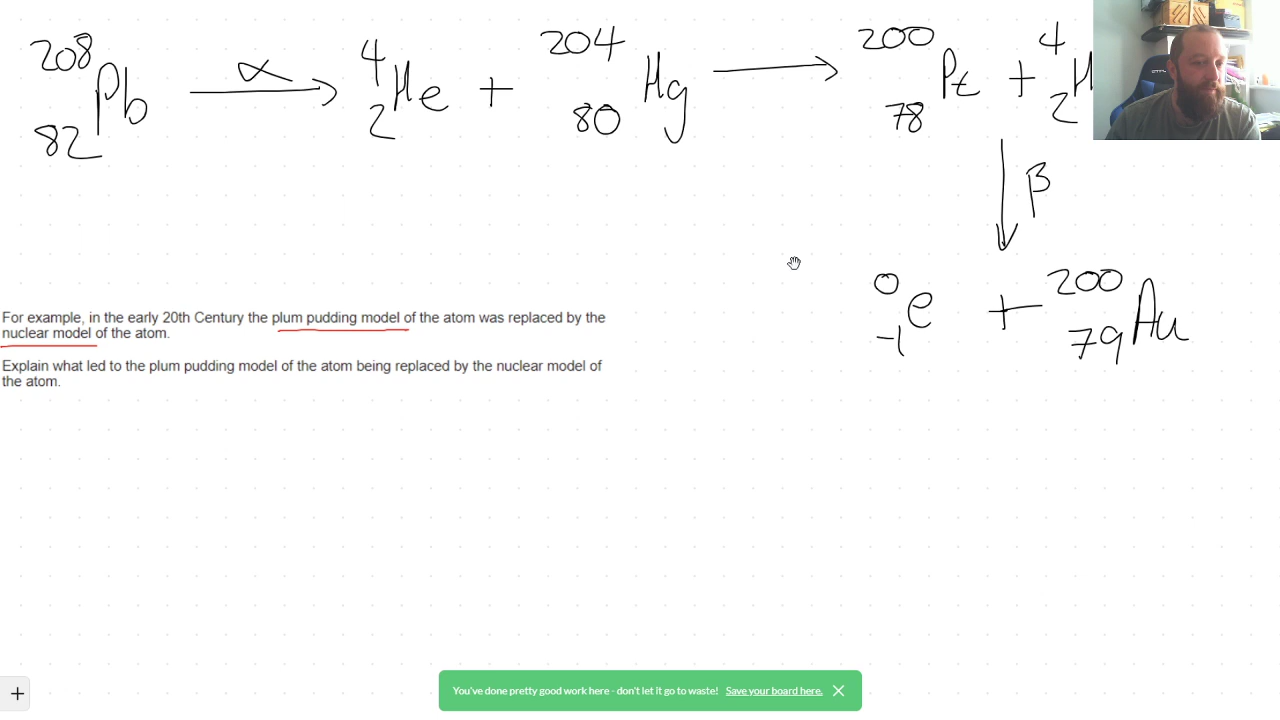 208 82 Pb α → 4 2 He + 204 80 Hg → 200 78 Pt + 4 2 H
β
0 -1 e + 200 79 Au
For example, in the early 20th Century the plum pudding model of the atom was replaced by the
nuclear model of the atom.
Explain what led to the plum pudding model of the atom being replaced by the nuclear model of
the atom.
+
You've done pretty good work here - don't let it go to waste! Save your board here.